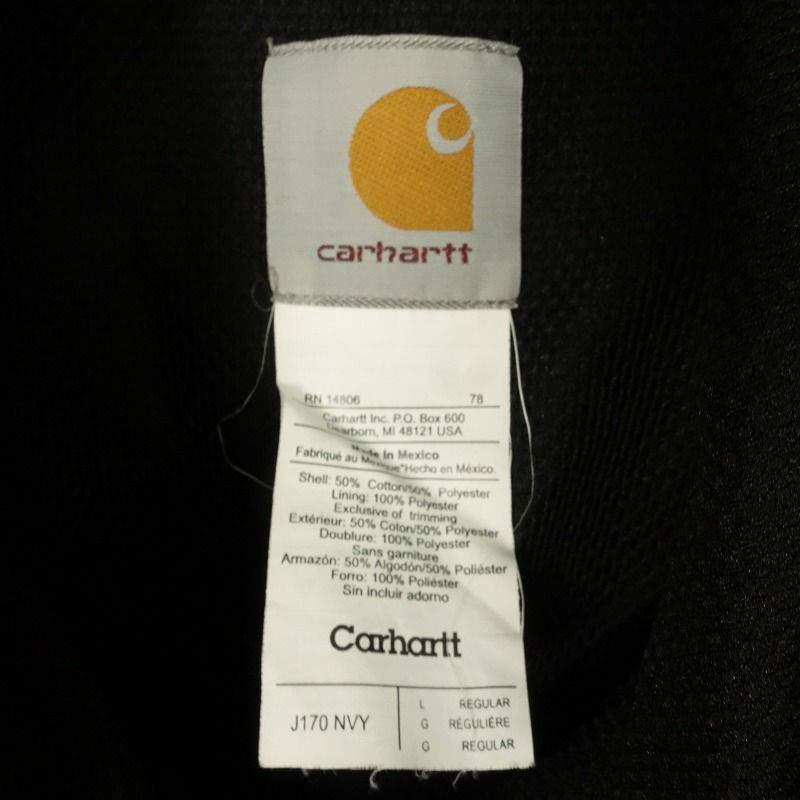 carhartt
RN 14806 78
Carhartt Inc. P.O. Box 600
Dearborn, MI 48121 USA
Made In Mexico
Fabriqué au Mexique*Hecho en México.
Shell: 50% Cotton/50% Polyester
Lining: 100% Polyester
Exclusive of trimming
Extérieur: 50% Coton/50% Polyester
Doublure: 100% Polyester
Sans garniture
Armazón: 50% Algodón/50% Poliéster
Forro: 100% Poliéster
Sin incluir adorno
Carhartt
J170 NVY
L REGULAR
G RÉGULIÈRE
G REGULAR